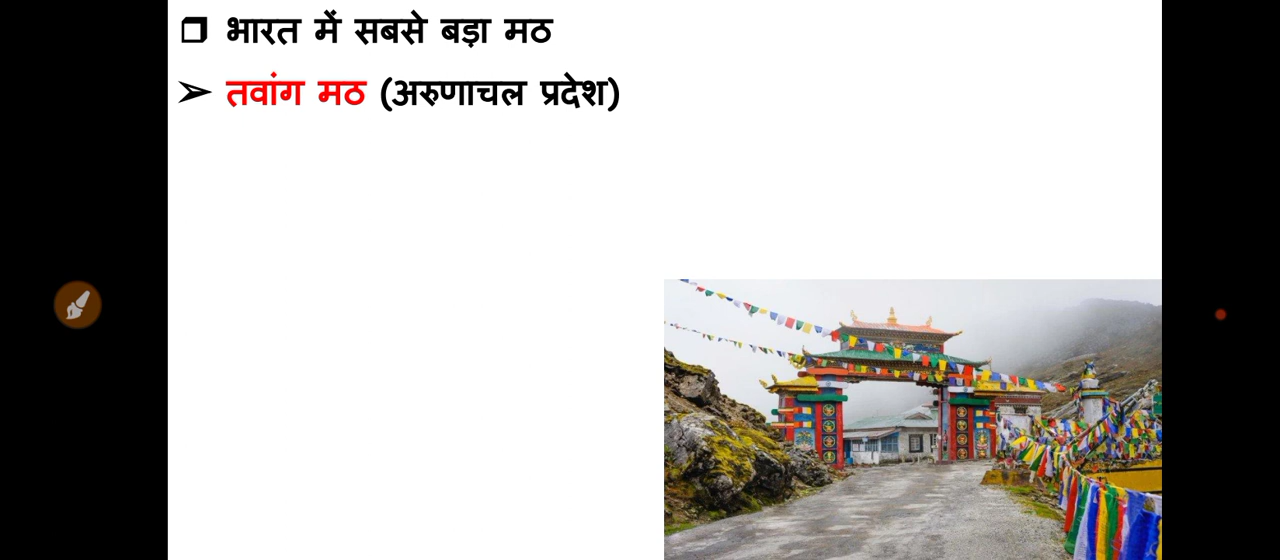 ❒ भारत में सबसे बड़ा मठ
➢ तवांग मठ (अरुणाचल प्रदेश)